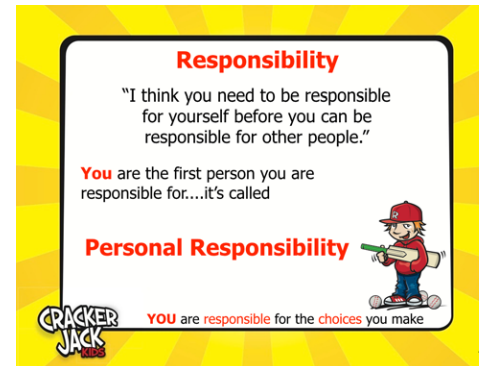 Responsibility
“I think you need to be responsible
for yourself before you can be
responsible for other people.”
You are the first person you are
responsible for....it’s called
Personal Responsibility
YOU are responsible for the choices you make
CRACKER
JACK
KIDS